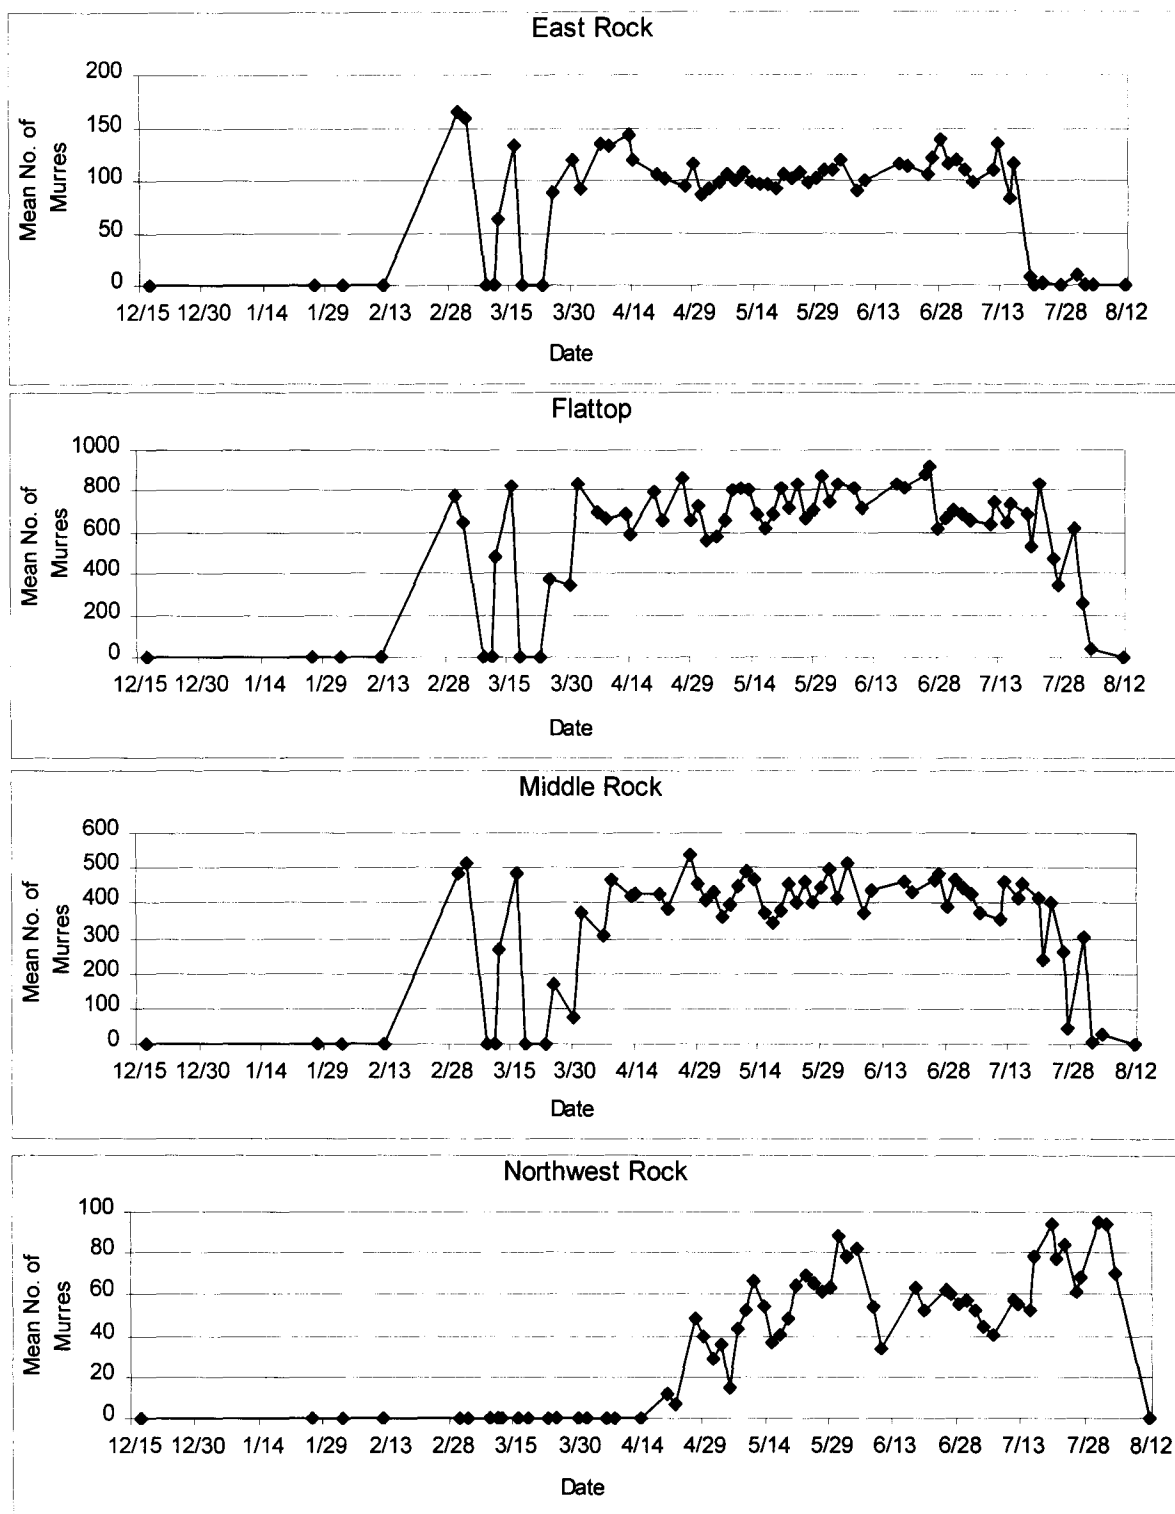 East Rock
200
150
100
50
0
Mean No. of
Murres
12/15 12/30 1/14 1/29 2/13 2/28 3/15 3/30 4/14 4/29 5/14 5/29 6/13 6/28 7/13 7/28 8/12
Date
Flattop
1000
800
600
400
200
0
Mean No. of
Murres
12/15 12/30 1/14 1/29 2/13 2/28 3/15 3/30 4/14 4/29 5/14 5/29 6/13 6/28 7/13 7/28 8/12
Date
Middle Rock
600
500
400
300
200
100
0
Mean No. of
Murres
12/15 12/30 1/14 1/29 2/13 2/28 3/15 3/30 4/14 4/29 5/14 5/29 6/13 6/28 7/13 7/28 8/12
Date
Northwest Rock
100
80
60
40
20
0
Mean No. of
Murres
12/15 12/30 1/14 1/29 2/13 2/28 3/15 3/30 4/14 4/29 5/14 5/29 6/13 6/28 7/13 7/28 8/12
Date